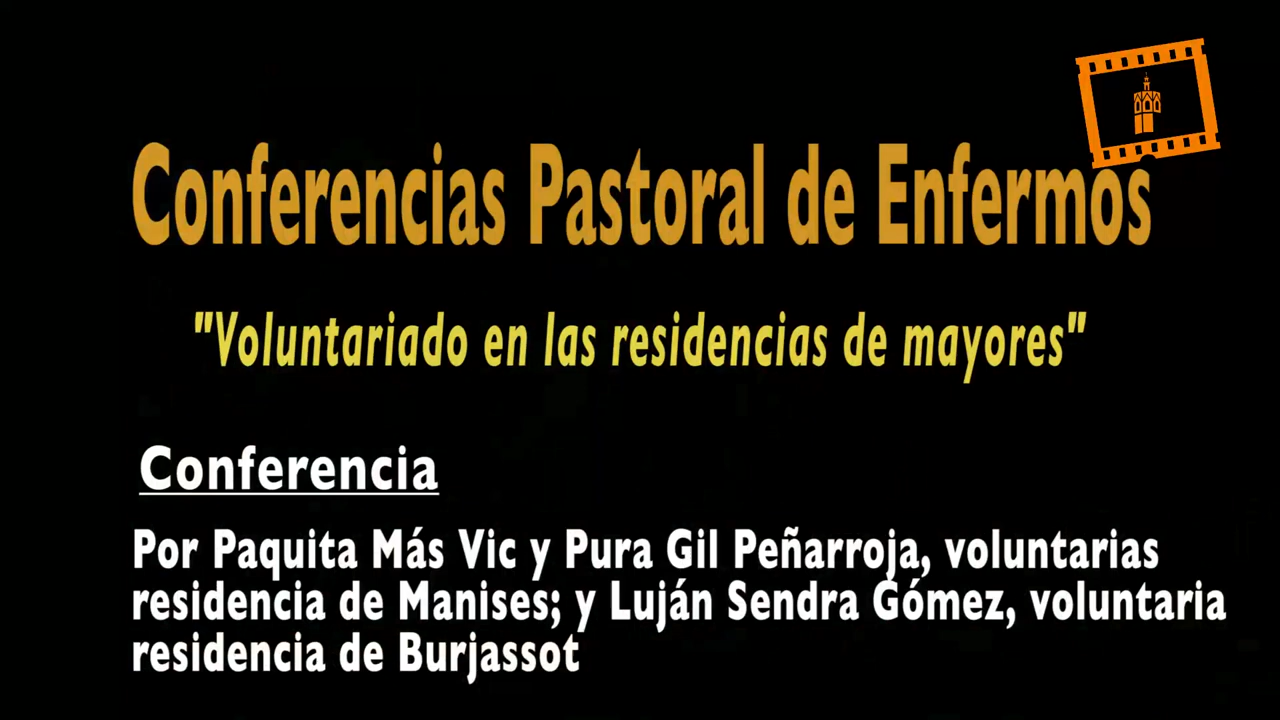 Conferencias Pastoral de Enfermos
"Voluntariado en las residencias de mayores"
Conferencia
Por Paquita Más Vic y Pura Gil Peñarroja, voluntarias
residencia de Manises; y Luján Sendra Gómez, voluntaria
residencia de Burjassot